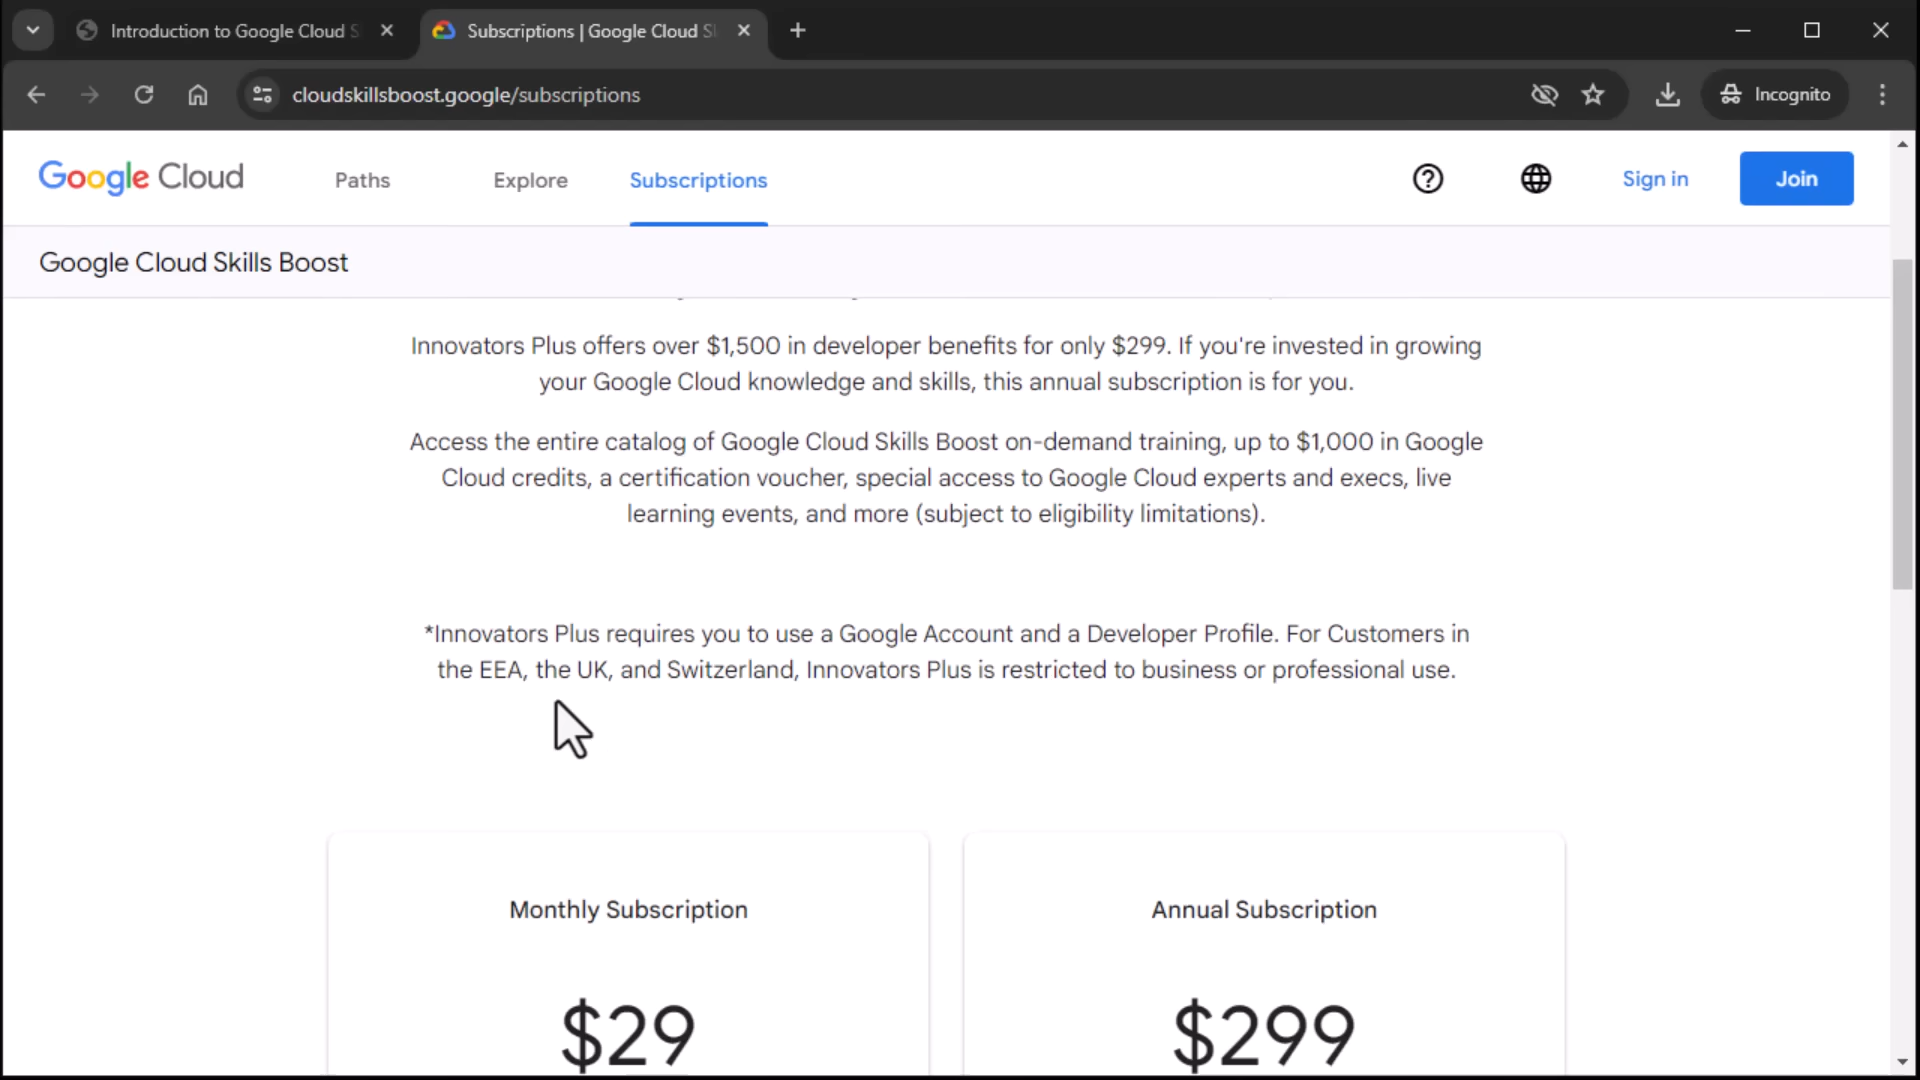 Introduction to Google Cloud S
Subscriptions | Google Cloud Sl
cloudskillsboost.google/subscriptions
Incognito
Google Cloud
Paths
Explore
Subscriptions
Sign in
Join
Google Cloud Skills Boost
Innovators Plus offers over $1,500 in developer benefits for only $299. If you're invested in growing
your Google Cloud knowledge and skills, this annual subscription is for you.
Access the entire catalog of Google Cloud Skills Boost on-demand training, up to $1,000 in Google
Cloud credits, a certification voucher, special access to Google Cloud experts and execs, live
learning events, and more (subject to eligibility limitations).
*Innovators Plus requires you to use a Google Account and a Developer Profile. For Customers in
the EEA, the UK, and Switzerland, Innovators Plus is restricted to business or professional use.
Monthly Subscription
$29
Annual Subscription
$299